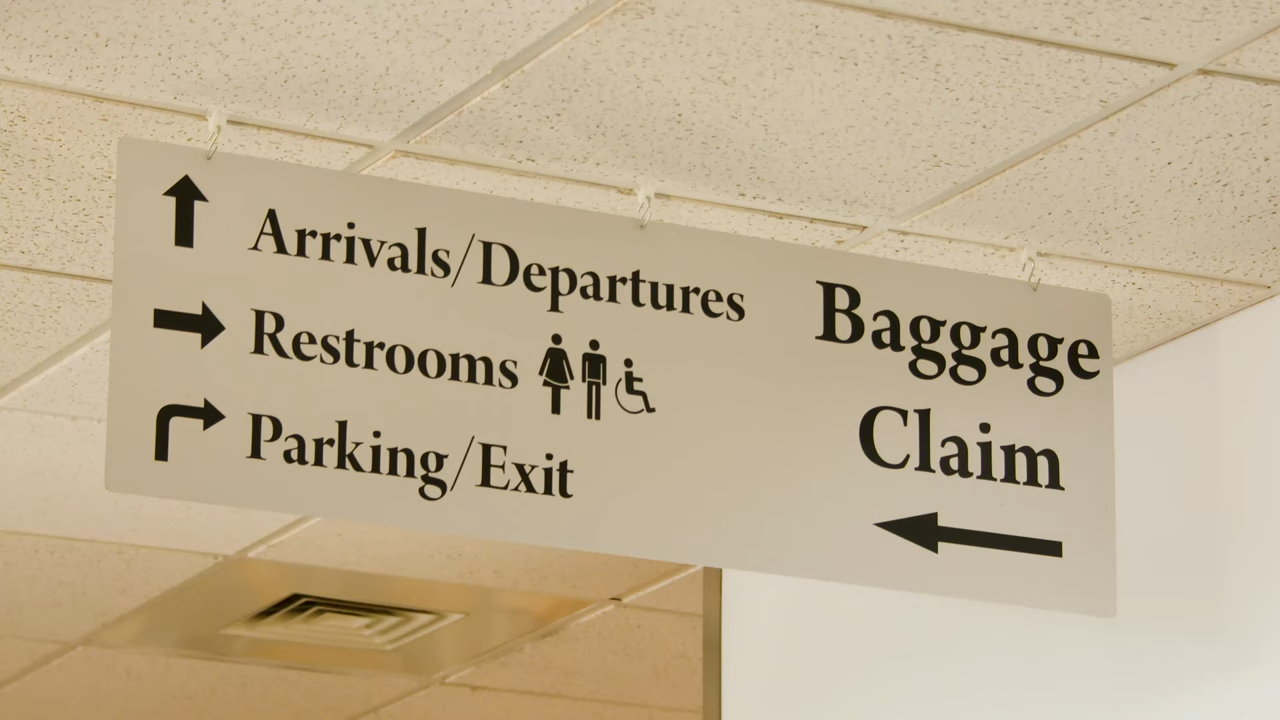 Arrivals/Departures
Restrooms
Parking/Exit
Baggage
Claim